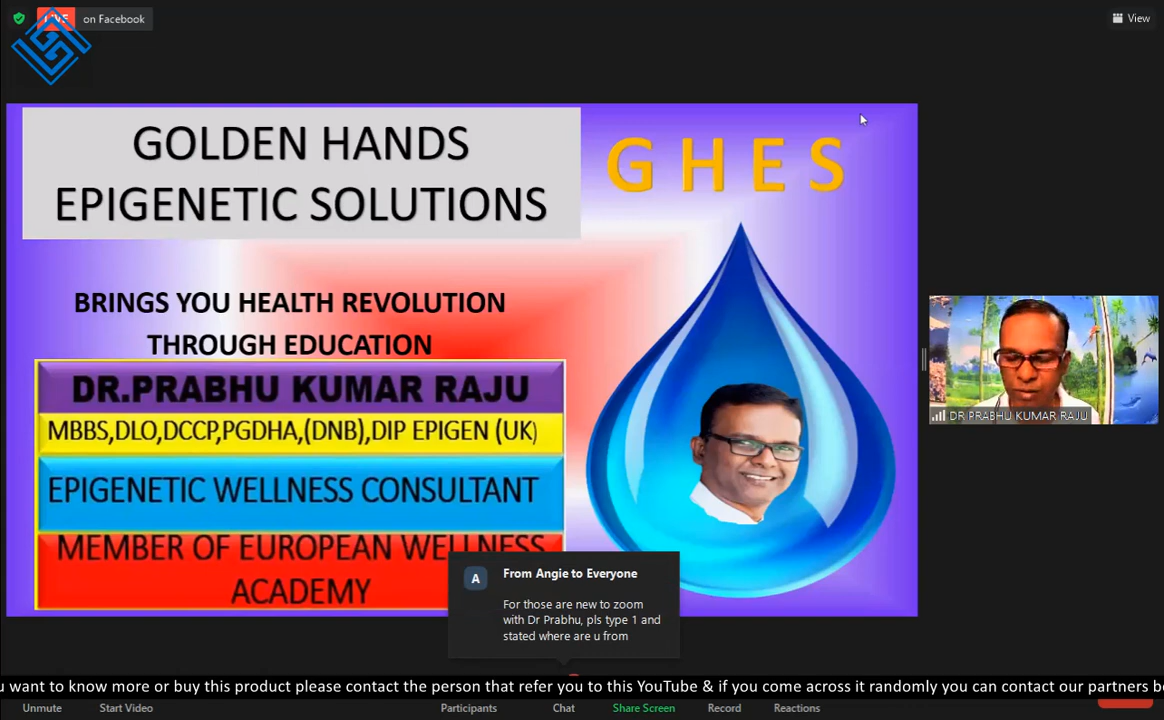 LIVE on Facebook
View
GOLDEN HANDS
EPIGENETIC SOLUTIONS
G H E S
BRINGS YOU HEALTH REVOLUTION
THROUGH EDUCATION
DR.PRABHU KUMAR RAJU
MBBS,DLO,DCCP,PGDHA,(DNB),DIP EPIGEN (UK)
EPIGENETIC WELLNESS CONSULTANT
MEMBER OF EUROPEAN WELLNESS
ACADEMY
DR PRABHU KUMAR RAJU
A
From Angie to Everyone
For those are new to zoom
with Dr Prabhu, pls type 1 and
stated where are u from
u want to know more or buy this product please contact the person that refer you to this YouTube & if you come across it randomly you can contact our partners be
Unmute Start Video Participants Chat Share Screen Record Reactions